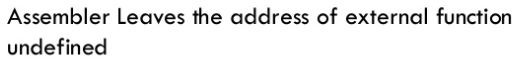 Assembler Leaves the address of external function
undefined